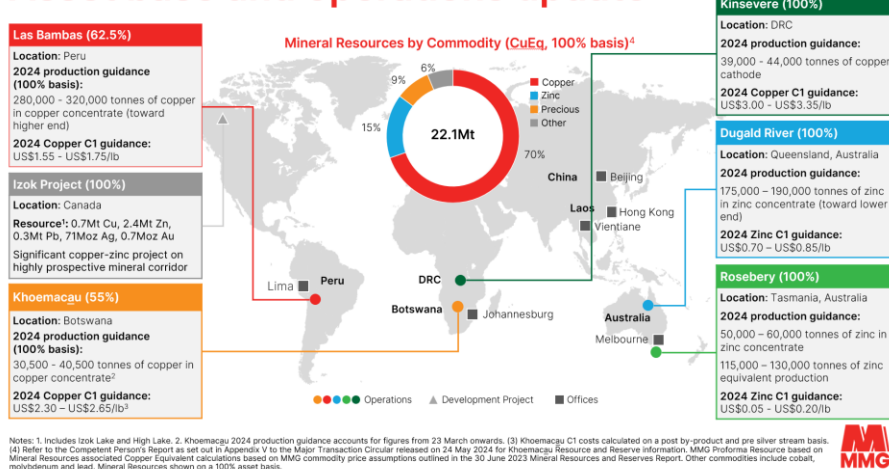 Las Bambas (62.5%)
Location: Peru
2024 production guidance
(100% basis):
280,000 - 320,000 tonnes of copper
in copper concentrate (toward
higher end)
2024 Copper C1 guidance:
US$1.55 - US$1.75/lb
Izok Project (100%)
Location: Canada
Resource¹: 0.7Mt Cu, 2.4Mt Zn,
0.3Mt Pb, 71Moz Ag, 0.7Moz Au
Significant copper-zinc project on
highly prospective mineral corridor
Khoemacau (55%)
Location: Botswana
2024 production guidance
(100% basis):
30,500 - 40,500 tonnes of copper in
copper concentrate²
2024 Copper C1 guidance:
US$2.30 – US$2.65/lb³
Mineral Resources by Commodity (CuEq, 100% basis)⁴
6%
9%
15%
70%
22.1Mt
Copper
Zinc
Precious
Other
China
Beijing
Laos
Hong Kong
Vientiane
Lima
Peru
DRC
Botswana
Johannesburg
Australia
Melbourne
Operations
Development Project
Offices
Kinsevere (100%)
Location: DRC
2024 production guidance:
39,000 - 44,000 tonnes of copper
cathode
2024 Copper C1 guidance:
US$3.00 - US$3.35/lb
Dugald River (100%)
Location: Queensland, Australia
2024 production guidance:
175,000 – 190,000 tonnes of zinc
in zinc concentrate (toward lower
end)
2024 Zinc C1 guidance:
US$0.70 – US$0.85/lb
Rosebery (100%)
Location: Tasmania, Australia
2024 production guidance:
50,000 – 60,000 tonnes of zinc in
zinc concentrate
115,000 – 130,000 tonnes of zinc
equivalent production
2024 Zinc C1 guidance:
US$0.05 - US$0.20/lb
Notes: 1. Includes Izok Lake and High Lake. 2. Khoemacau 2024 production guidance accounts for figures from 23 March onwards. (3) Khoemacau C1 costs calculated on a post by-product and pre silver stream basis.
(4) Refer to the Competent Person's Report as set out in Appendix V to the Major Transaction Circular released on 24 May 2024 for Khoemacau Resource and Reserve information. MMG Proforma Resource based on
Mineral Resources associated Copper Equivalent calculations based on MMG commodity price assumptions outlined in the 30 June 2023 Mineral Resources and Reserves Report. Other commodities include cobalt,
molybdenum and lead. Mineral Resources shown on a 100% asset basis.
MMG